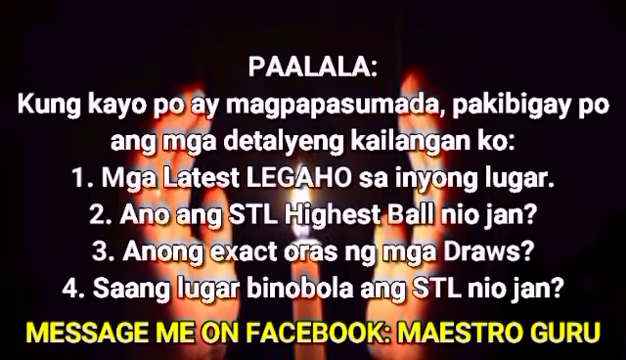 PAALALA:
Kung kayo po ay magpapasumada, pakibigay po
ang mga detalyeng kailangan ko:
1. Mga Latest LEGAHO sa inyong lugar.
2. Ano ang STL Highest Ball nio jan?
3. Anong exact oras ng mga Draws?
4. Saang lugar binobola ang STL nio jan?
MESSAGE ME ON FACEBOOK: MAESTRO GURU